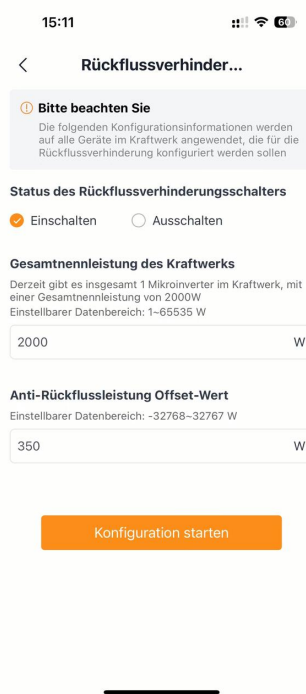 15:11
60
Rückflussverhinder...
Bitte beachten Sie
Die folgenden Konfigurationsinformationen werden
auf alle Geräte im Kraftwerk angewendet, die für die
Rückflussverhinderung konfiguriert werden sollen
Status des Rückflussverhinderungsschalters
Einschalten Ausschalten
Gesamtnennleistung des Kraftwerks
Derzeit gibt es insgesamt 1 Mikroinverter im Kraftwerk, mit
einer Gesamtnennleistung von 2000W
Einstellbarer Datenbereich: 1~65535 W
2000 W
Anti-Rückflussleistung Offset-Wert
Einstellbarer Datenbereich: -32768~32767 W
350 W
Konfiguration starten